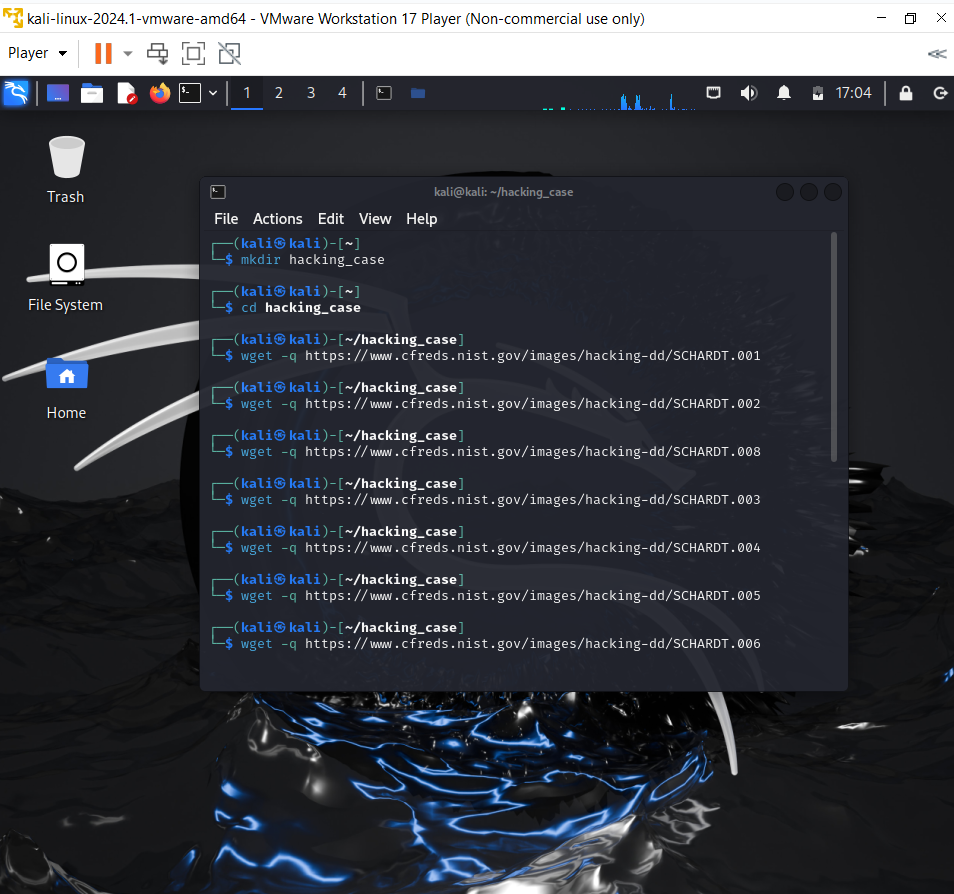 kali-linux-2024.1-vmware-amd64 - VMware Workstation 17 Player (Non-commercial use only)
Player
1 2 3 4
17:04
Trash
File System
Home
kali@kali: ~/hacking_case
File Actions Edit View Help
┌──(kali㉿kali)-[~]
└─$ mkdir hacking_case
┌──(kali㉿kali)-[~]
└─$ cd hacking_case
┌──(kali㉿kali)-[~/hacking_case]
└─$ wget -q https://www.cfreds.nist.gov/images/hacking-dd/SCHARDT.001
┌──(kali㉿kali)-[~/hacking_case]
└─$ wget -q https://www.cfreds.nist.gov/images/hacking-dd/SCHARDT.002
┌──(kali㉿kali)-[~/hacking_case]
└─$ wget -q https://www.cfreds.nist.gov/images/hacking-dd/SCHARDT.008
┌──(kali㉿kali)-[~/hacking_case]
└─$ wget -q https://www.cfreds.nist.gov/images/hacking-dd/SCHARDT.003
┌──(kali㉿kali)-[~/hacking_case]
└─$ wget -q https://www.cfreds.nist.gov/images/hacking-dd/SCHARDT.004
┌──(kali㉿kali)-[~/hacking_case]
└─$ wget -q https://www.cfreds.nist.gov/images/hacking-dd/SCHARDT.005
┌──(kali㉿kali)-[~/hacking_case]
└─$ wget -q https://www.cfreds.nist.gov/images/hacking-dd/SCHARDT.006